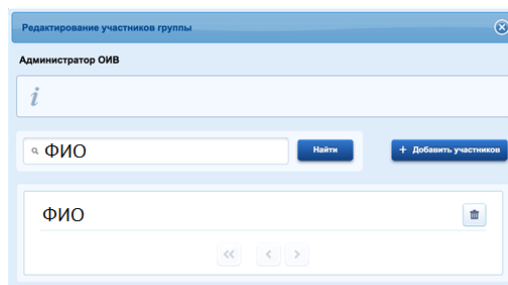 Редактирование участников группы
Администратор ОИВ
i
ФИО
Найти
+ Добавить участников
ФИО